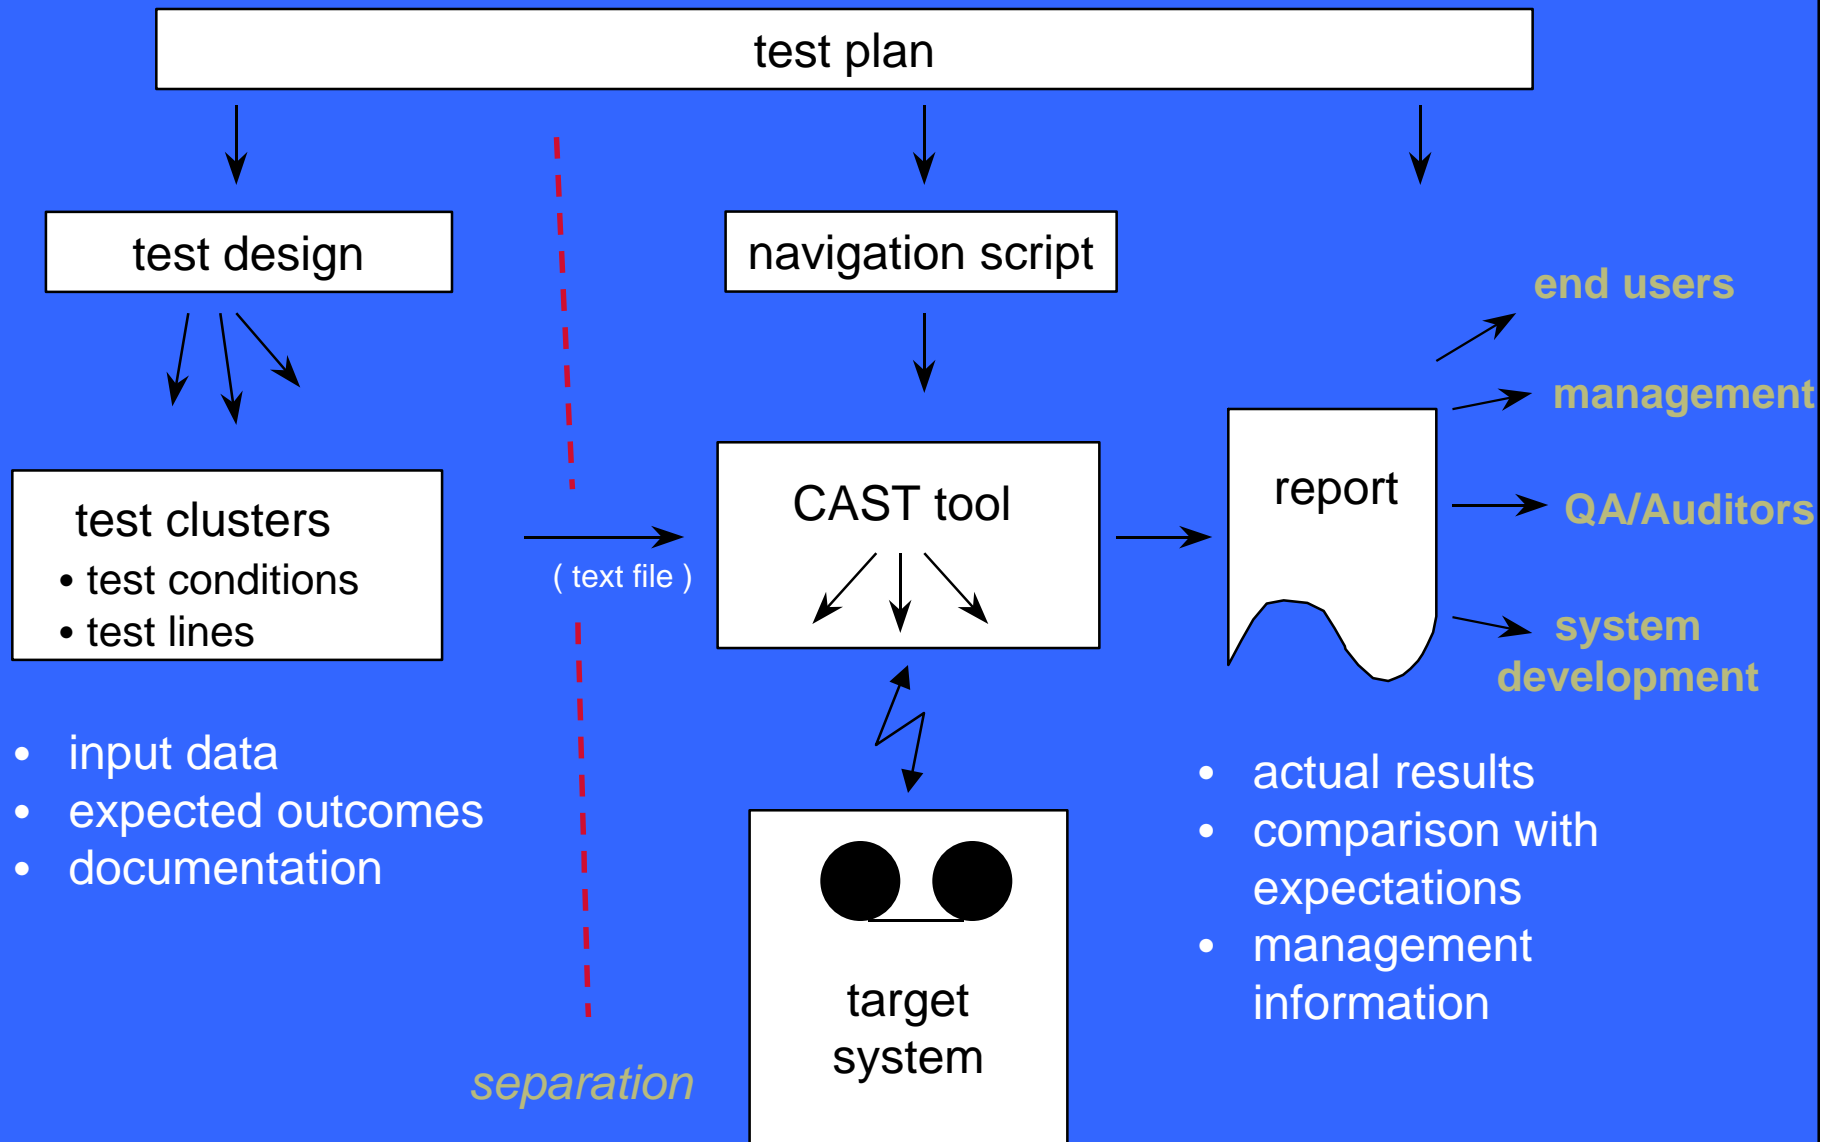 test plan
test design
navigation script
test clusters
• test conditions
• test lines
( text file )
CAST tool
report
end users
management
QA/Auditors
system
development
• input data
• expected outcomes
• documentation
separation
target
system
• actual results
• comparison with
expectations
• management
information